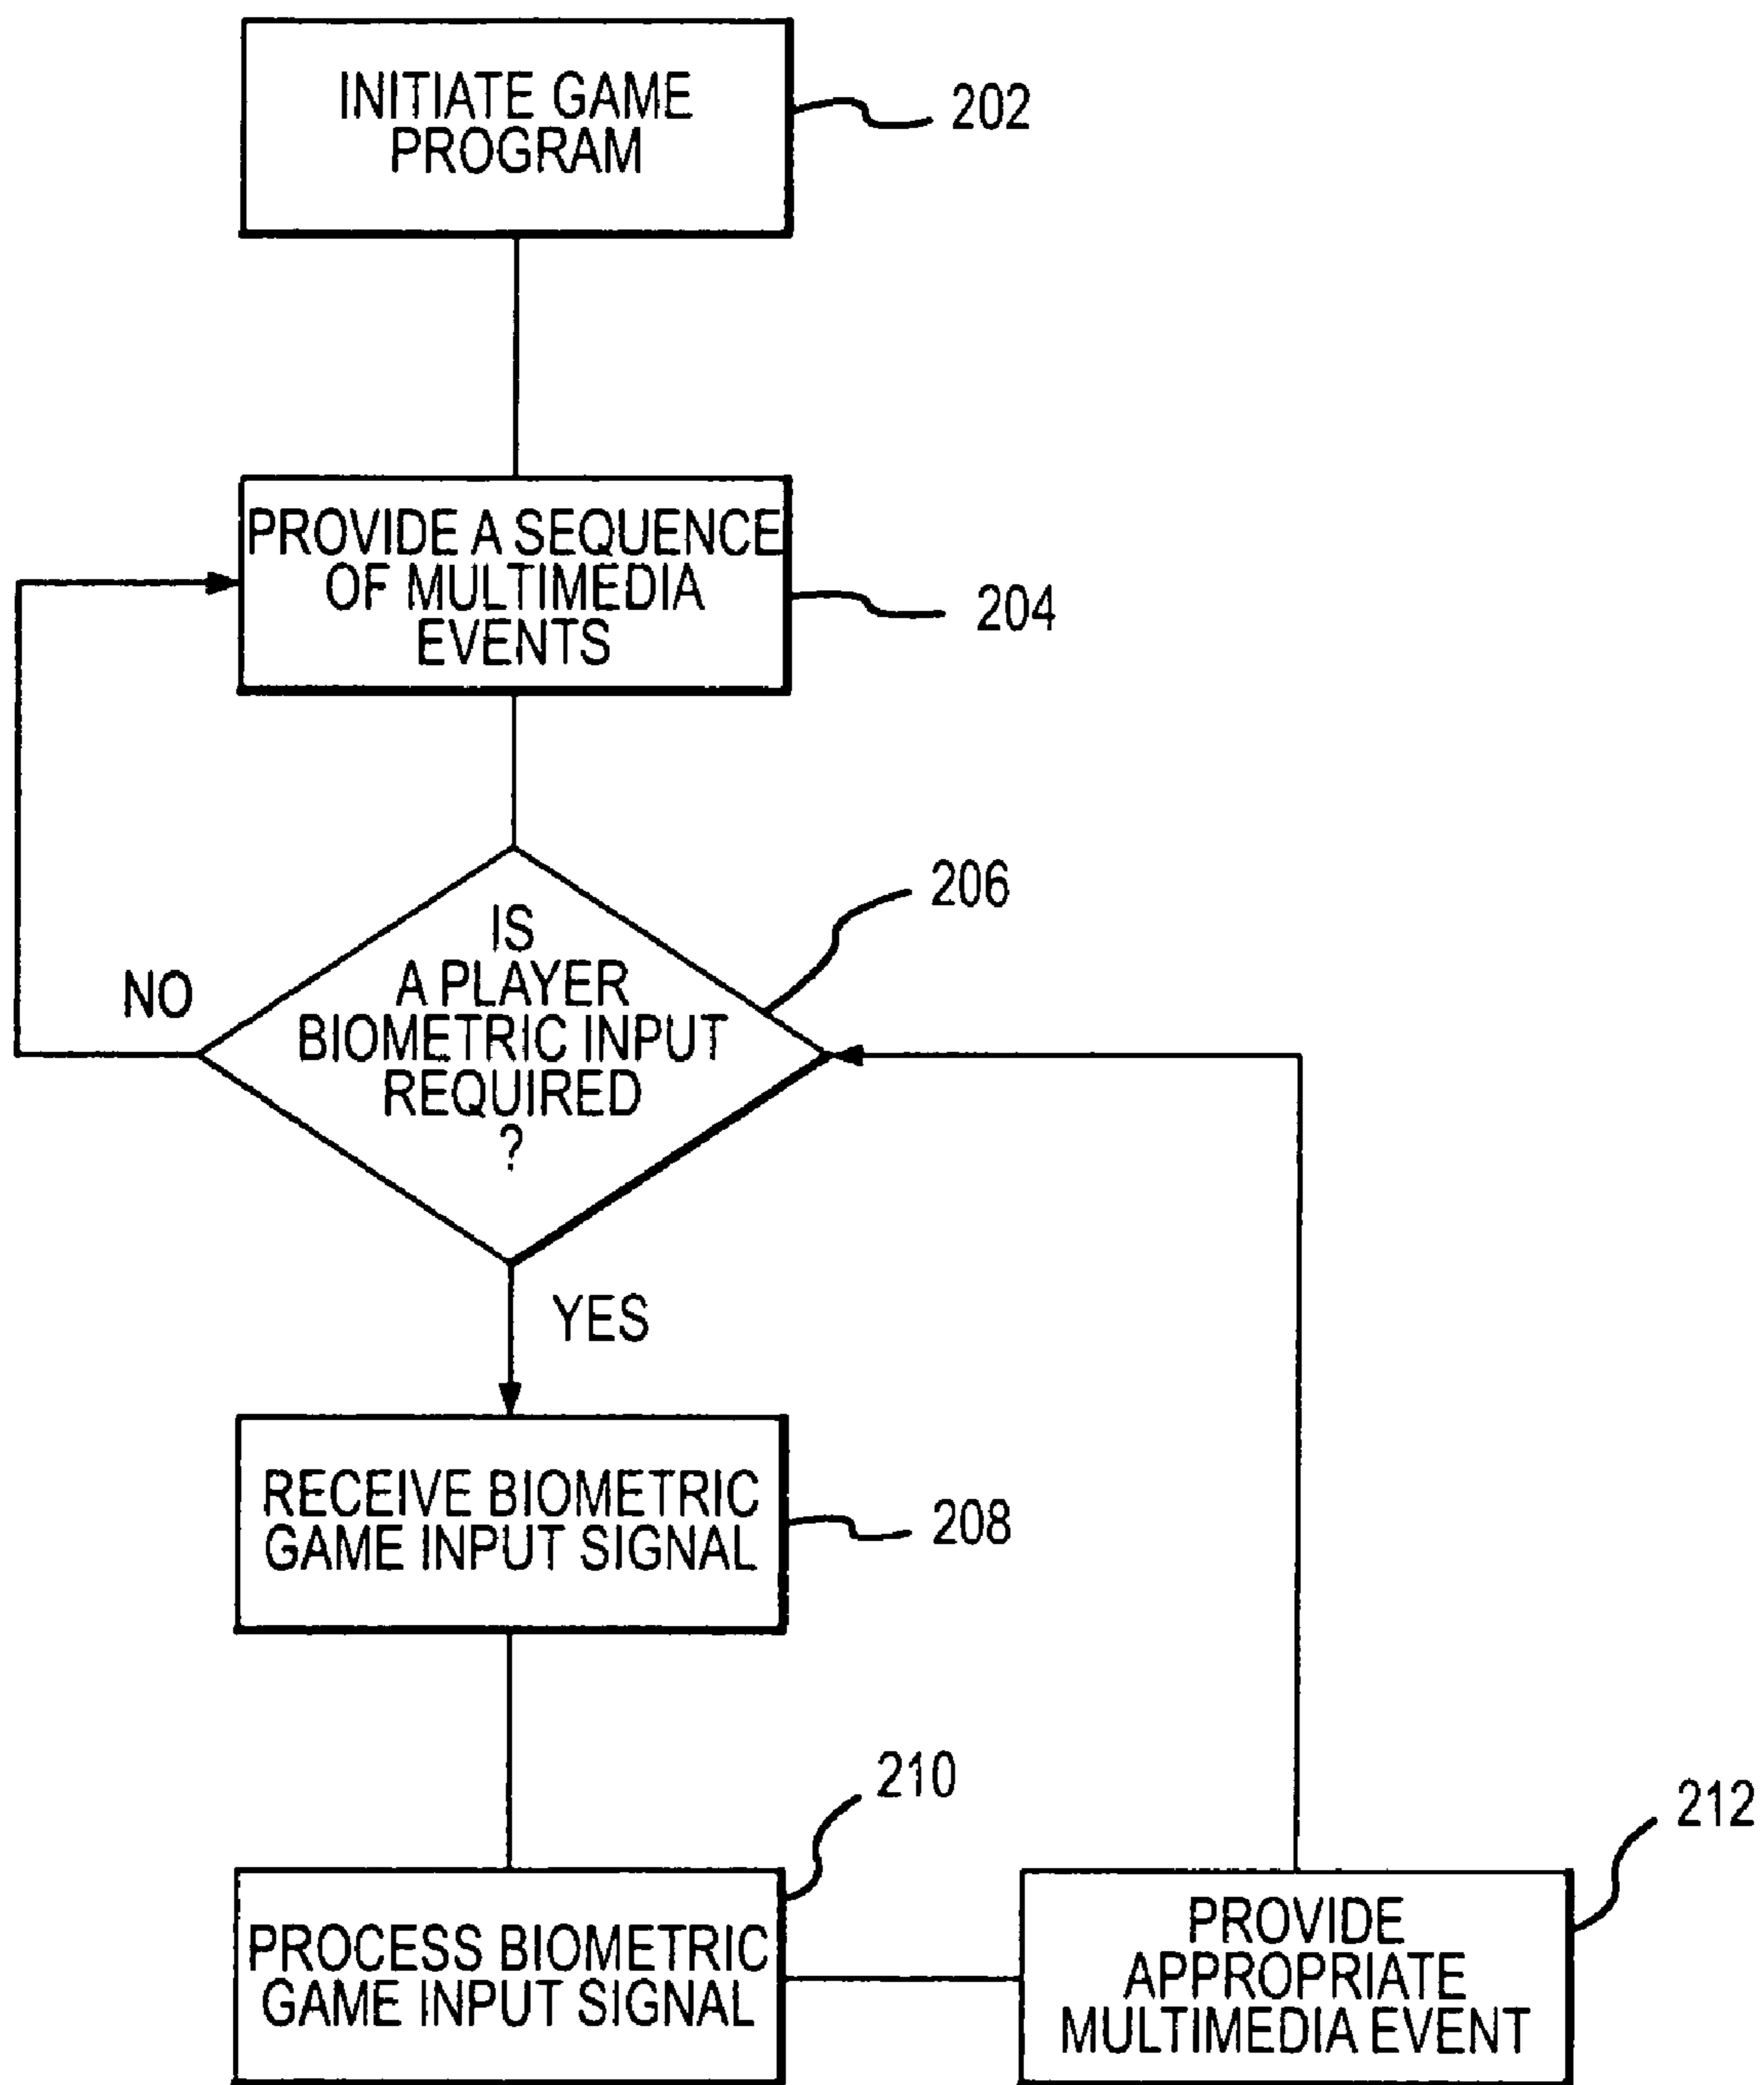 INITIATE GAME
PROGRAM
202
PROVIDE A SEQUENCE
OF MULTIMEDIA
EVENTS
204
IS
A PLAYER
BIOMETRIC INPUT
REQUIRED
?
206
NO
YES
RECEIVE BIOMETRIC
GAME INPUT SIGNAL
208
PROCESS BIOMETRIC
GAME INPUT SIGNAL
210
PROVIDE
APPROPRIATE
MULTIMEDIA EVENT
212